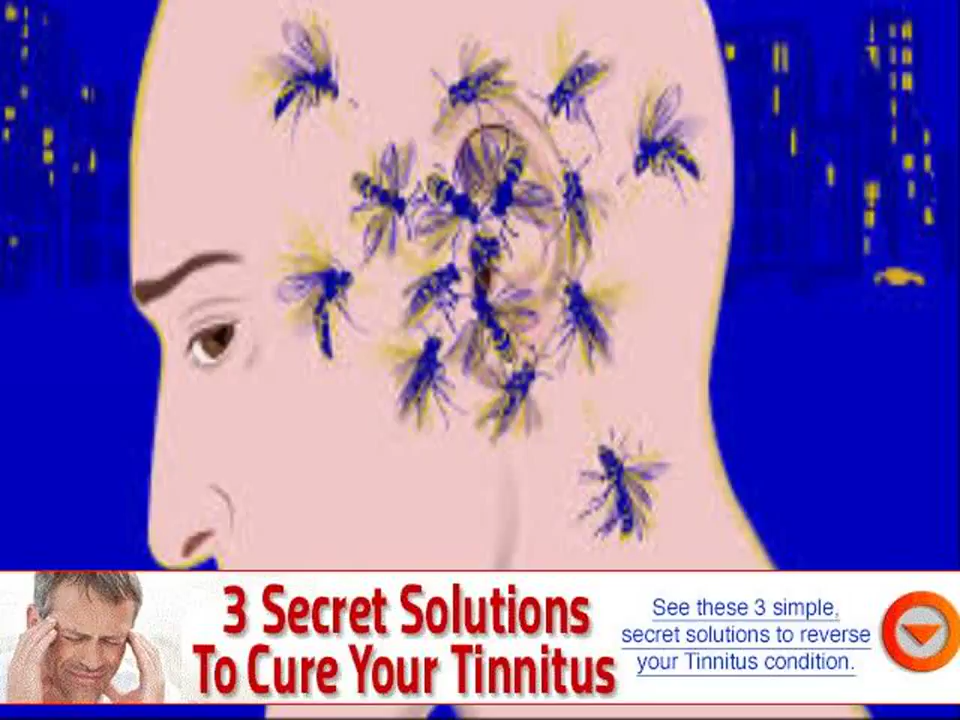 3 Secret Solutions
To Cure Your Tinnitus
See these 3 simple,
secret solutions to reverse
your Tinnitus condition.